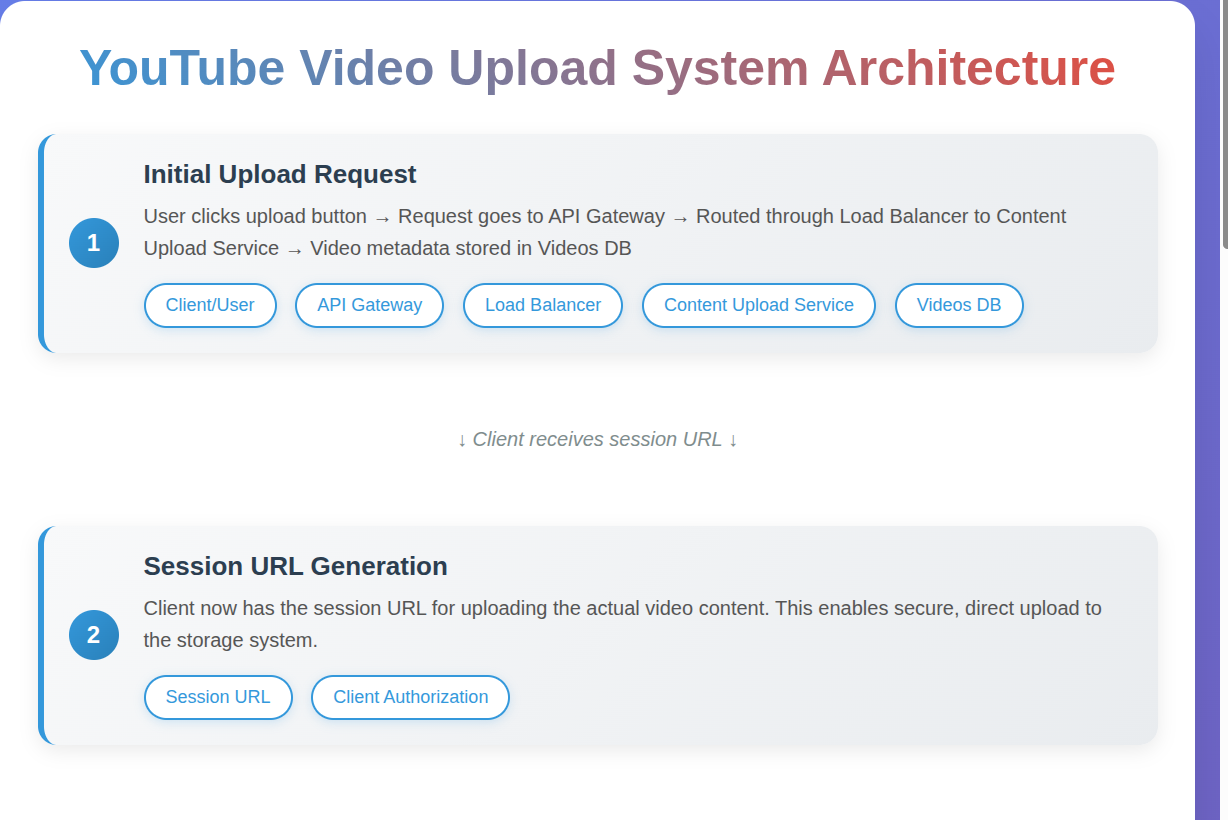 YouTube Video Upload System Architecture
Initial Upload Request
User clicks upload button → Request goes to API Gateway → Routed through Load Balancer to Content
Upload Service → Video metadata stored in Videos DB
1
Client/User API Gateway Load Balancer Content Upload Service Videos DB
↓ Client receives session URL ↓
Session URL Generation
Client now has the session URL for uploading the actual video content. This enables secure, direct upload to
the storage system.
2
Session URL Client Authorization